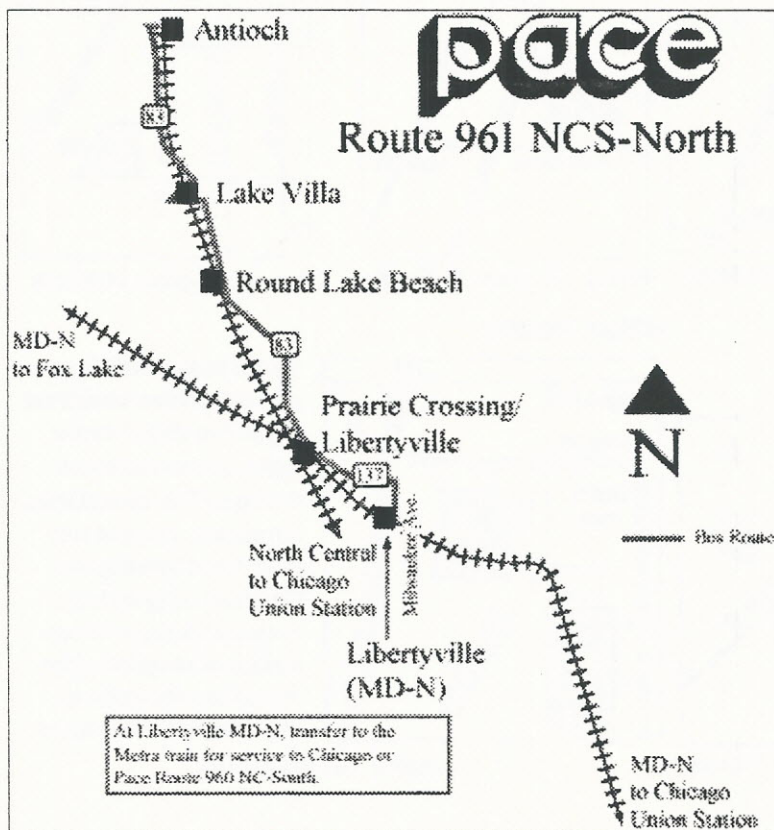 pace
Route 961 NCS-North
Antioch
83
Lake Villa
Round Lake Beach
MD-N
to Fox Lake
83
Prairie Crossing/
Libertyville
137
N
Bus Route
Milwaukee Ave.
North Central
to Chicago
Union Station
Libertyville
(MD-N)
At Libertyville MD-N, transfer to the
Metra train for service to Chicago or
Pace Route 960 NC-South.
MD-N
to Chicago
Union Station